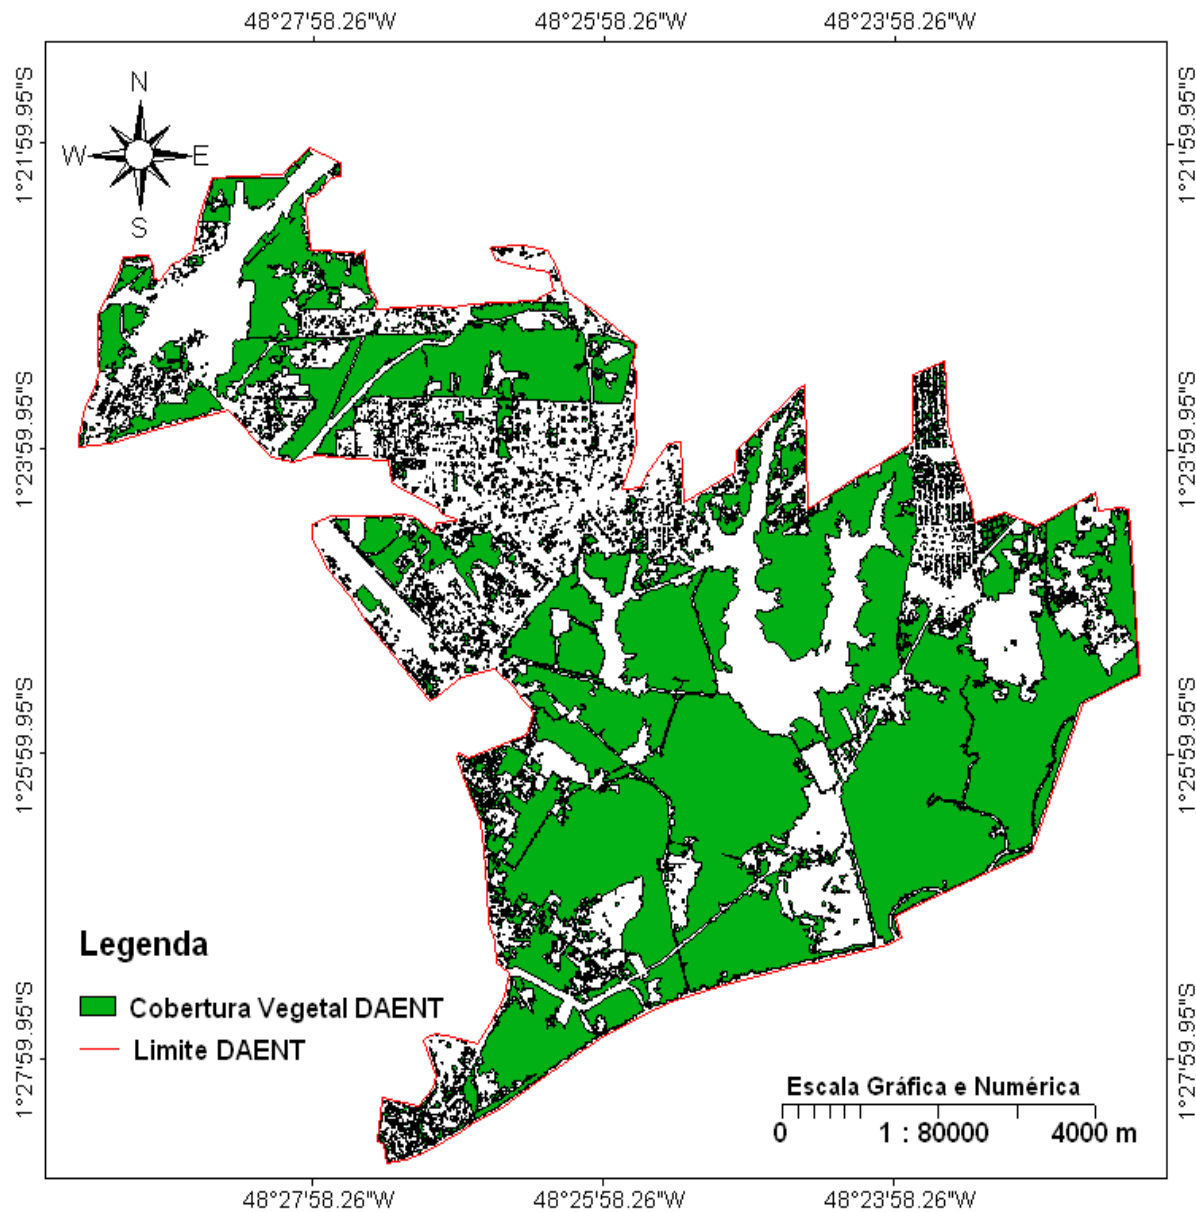 48°27'58.26"W 48°25'58.26"W 48°23'58.26"W
1°21'59.95"S 1°21'59.95"S
N
W E
S
1°23'59.95"S 1°23'59.95"S
1°25'59.95"S 1°25'59.95"S
Legenda
Cobertura Vegetal DAENT
Limite DAENT
1°27'59.95"S 1°27'59.95"S
Escala Gráfica e Numérica
0 1 : 80000 4000 m
48°27'58.26"W 48°25'58.26"W 48°23'58.26"W